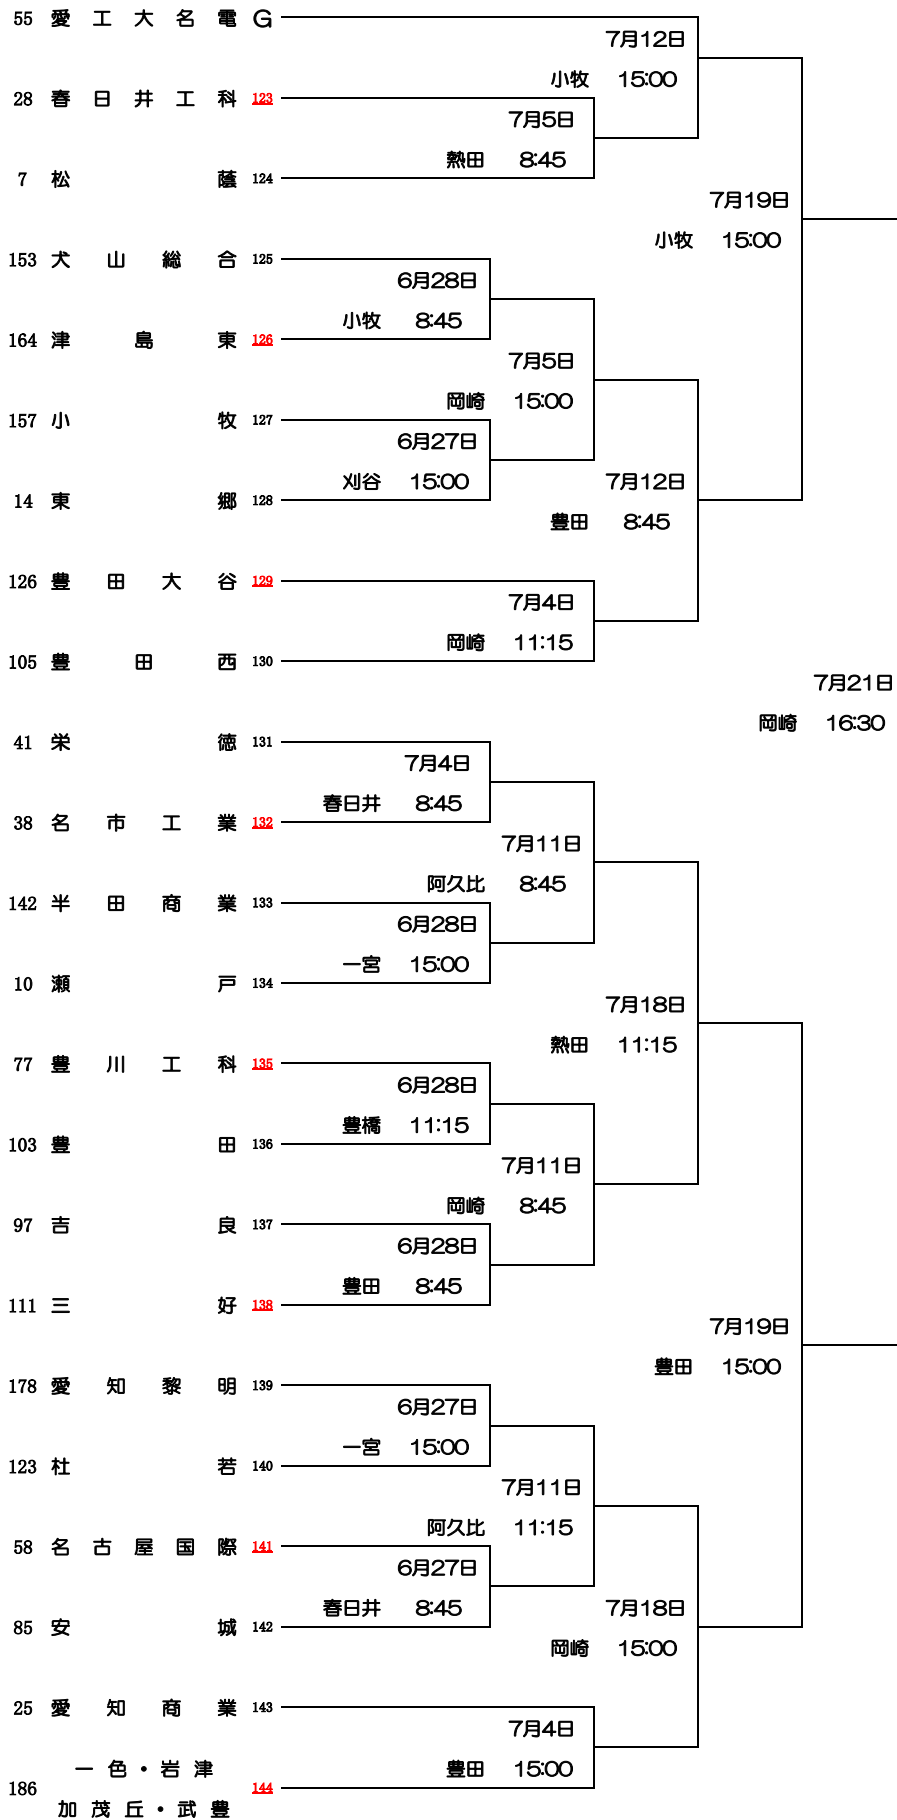 55 愛工大名電 G
7月12日
小牧 15:00
28 春日井工科 123
7月5日
熱田 8:45
7 松蔭 124
7月19日
小牧 15:00
153 犬山総合 125
6月28日
小牧 8:45
164 津島東 126
7月5日
岡崎 15:00
157 小牧 127
6月27日
刈谷 15:00
7月12日
14 東郷 128
豊田 8:45
126 豊田大谷 129
7月4日
岡崎 11:15
105 豊田西 130
7月21日
岡崎 16:30
41 栄徳 131
7月4日
春日井 8:45
38 名市工業 132
7月11日
阿久比 8:45
142 半田商業 133
6月28日
一宮 15:00
10 瀬戸 134
7月18日
熱田 11:15
77 豊川工科 135
6月28日
豊橋 11:15
103 豊田 136
7月11日
岡崎 8:45
97 吉良 137
6月28日
豊田 8:45
111 三好 138
7月19日
豊田 15:00
178 愛知黎明 139
6月27日
一宮 15:00
123 杜若 140
7月11日
阿久比 11:15
58 名古屋国際 141
6月27日
春日井 8:45
7月18日
85 安城 142
岡崎 15:00
25 愛知商業 143
7月4日
豊田 15:00
一色・岩津
186 144
加茂丘・武豊